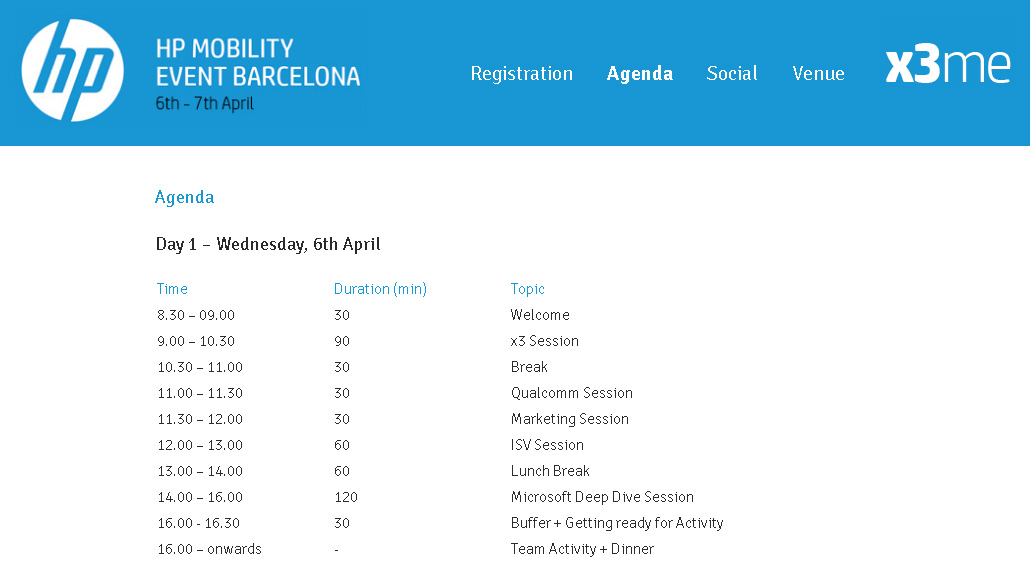 hp
HP MOBILITY
EVENT BARCELONA
6th - 7th April
Registration Agenda Social Venue
x3me
Agenda
Day 1 – Wednesday, 6th April
Time Duration (min) Topic
8.30 – 09.00 30 Welcome
9.00 – 10.30 90 x3 Session
10.30 – 11.00 30 Break
11.00 – 11.30 30 Qualcomm Session
11.30 – 12.00 30 Marketing Session
12.00 – 13.00 60 ISV Session
13.00 – 14.00 60 Lunch Break
14.00 – 16.00 120 Microsoft Deep Dive Session
16.00 - 16.30 30 Buffer + Getting ready for Activity
16.00 – onwards - Team Activity + Dinner